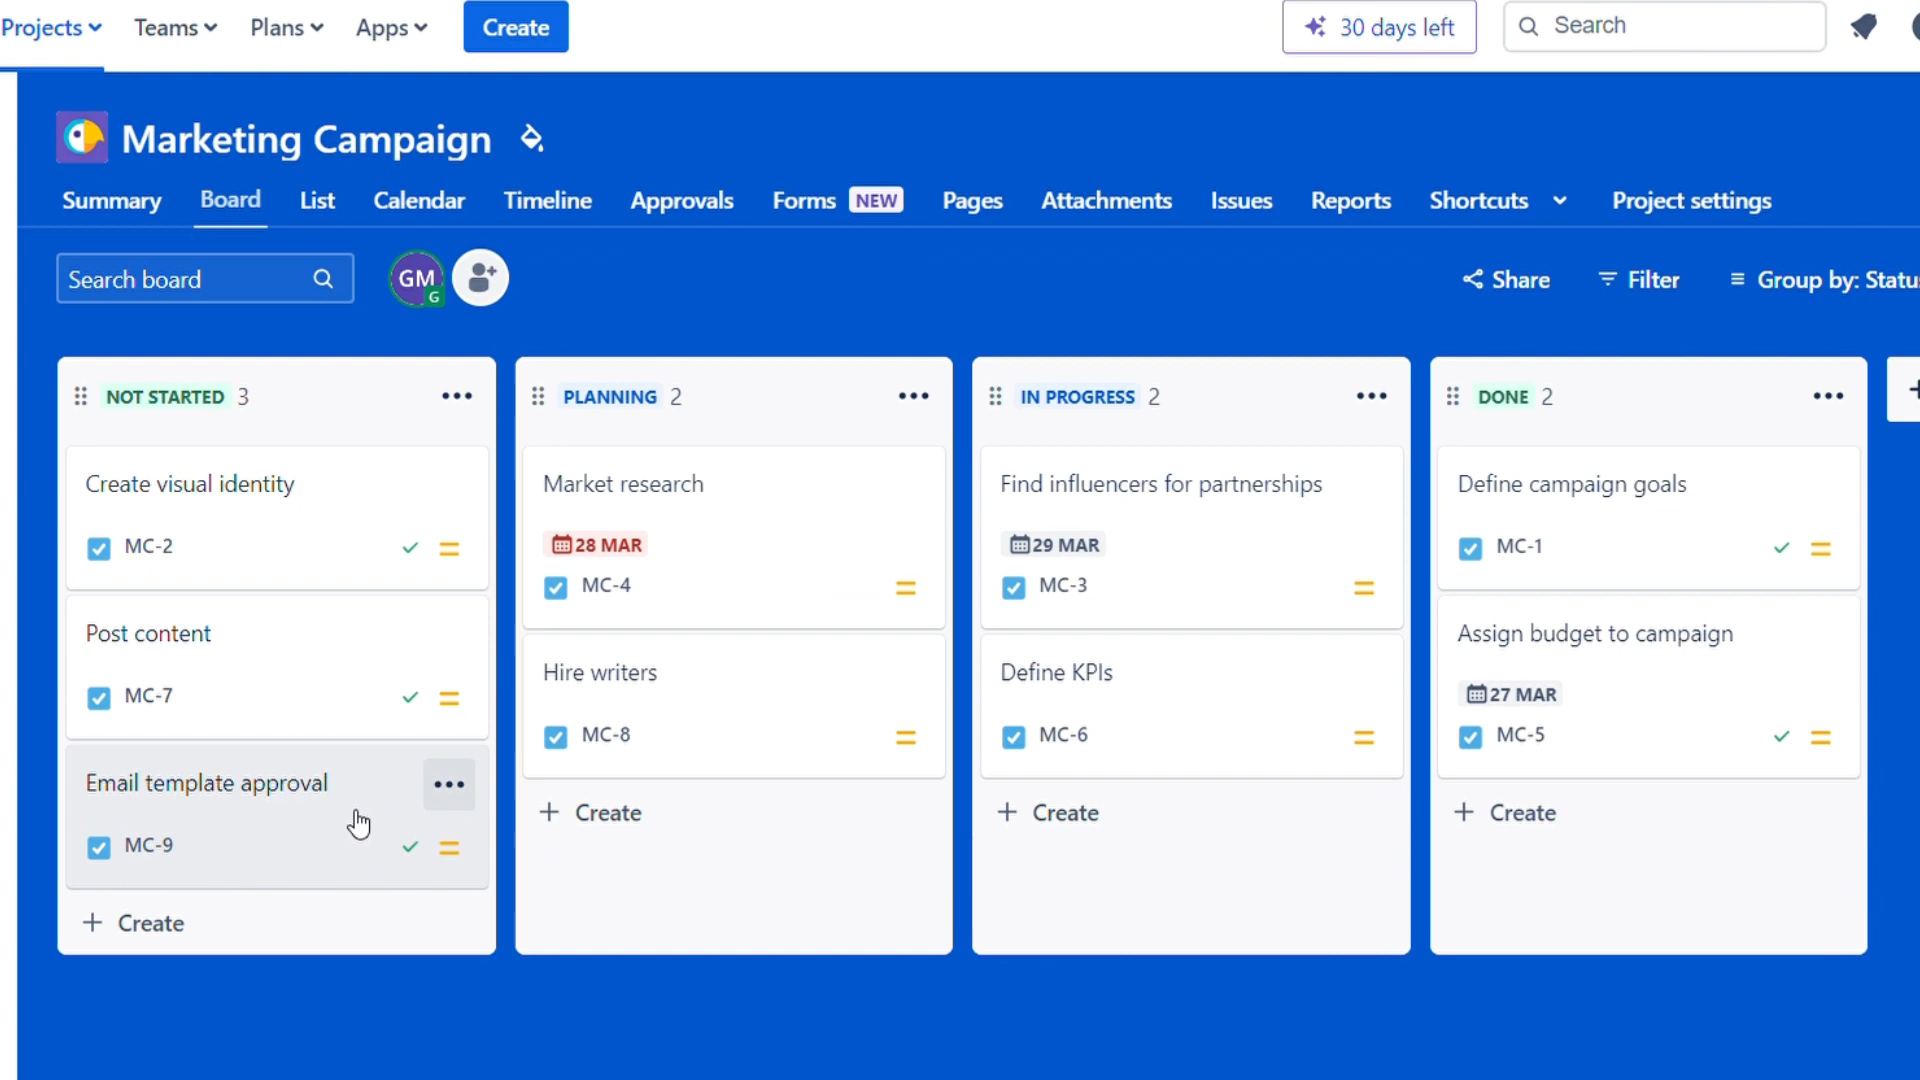 Projects Teams Plans Apps Create 30 days left Search
Marketing Campaign
Summary Board List Calendar Timeline Approvals Forms NEW Pages Attachments Issues Reports Shortcuts Project settings
Search board GM G Share Filter Group by: Status
NOT STARTED 3
Create visual identity
MC-2
Post content
MC-7
Email template approval
MC-9
+ Create
PLANNING 2
Market research
28 MAR
MC-4
Hire writers
MC-8
+ Create
IN PROGRESS 2
Find influencers for partnerships
29 MAR
MC-3
Define KPIs
MC-6
+ Create
DONE 2
Define campaign goals
MC-1
Assign budget to campaign
27 MAR
MC-5
+ Create